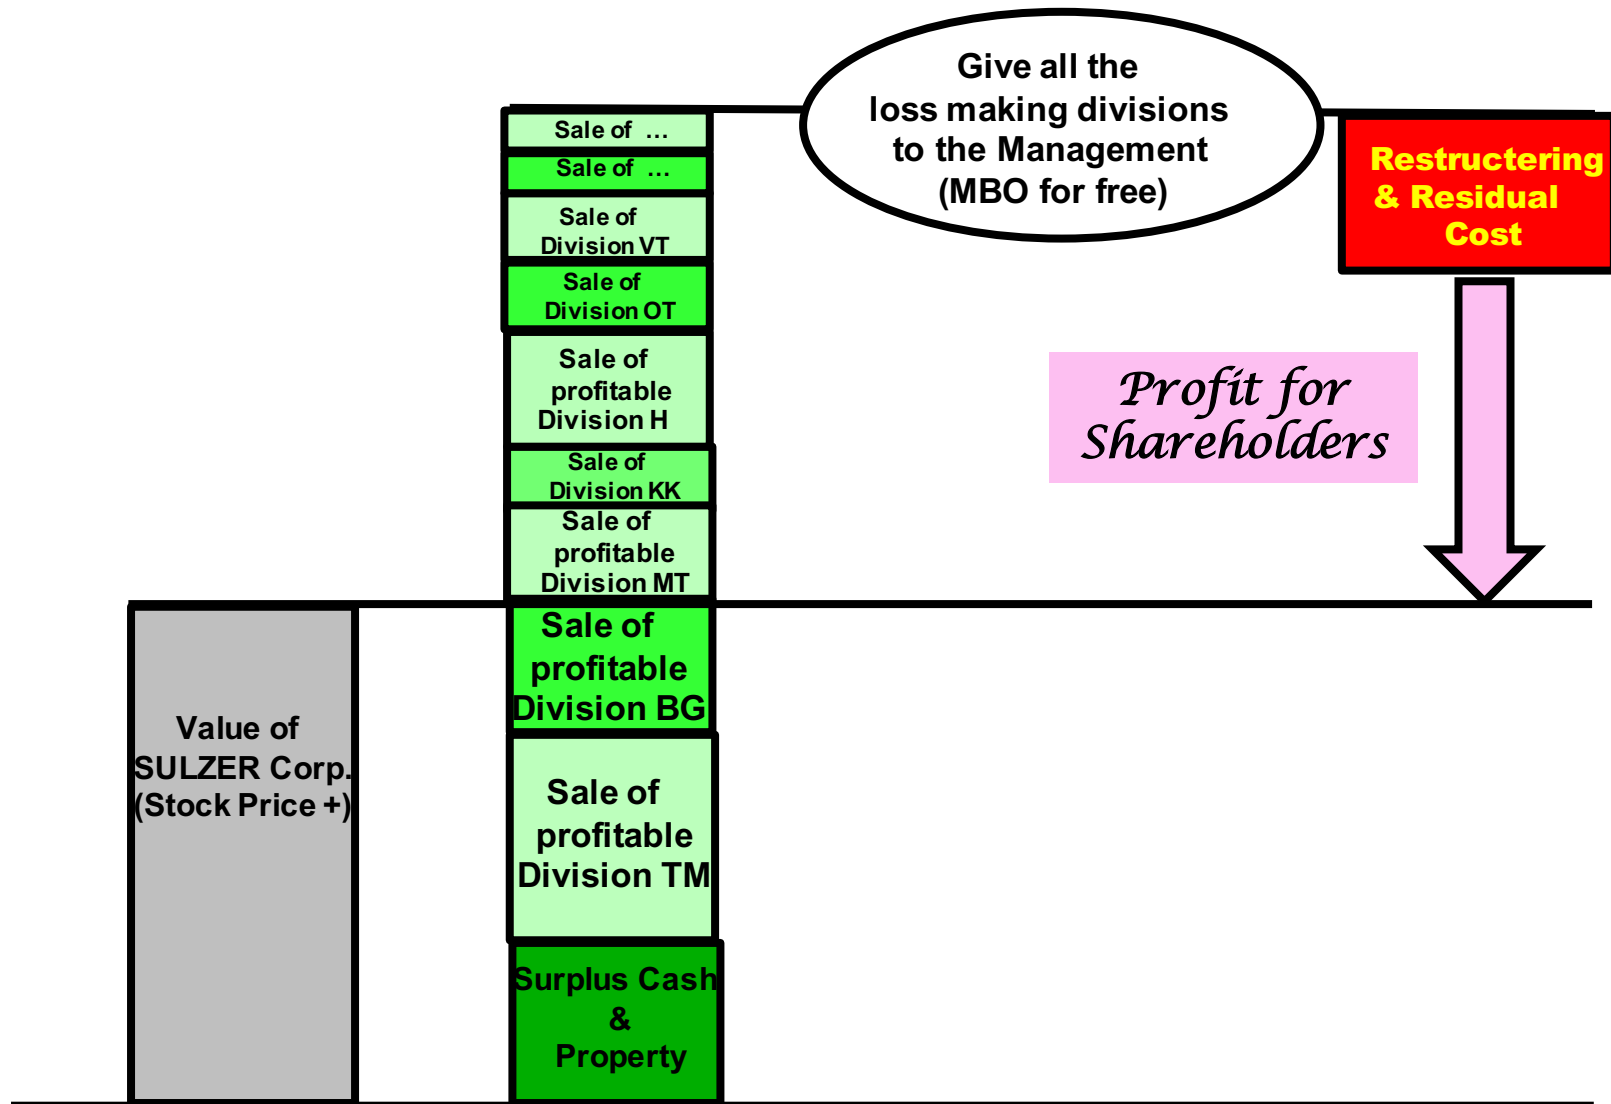 Give all the
loss making divisions
to the Management
(MBO for free)
Sale of ...
Sale of ...
Sale of
Division VT
Sale of
Division OT
Sale of
profitable
Division H
Sale of
Division KK
Sale of
profitable
Division MT
Sale of
profitable
Division BG
Sale of
profitable
Division TM
Surplus Cash
&
Property
Restructering
& Residual
Cost
Profit for
Shareholders
Value of
SULZER Corp.
(Stock Price +)